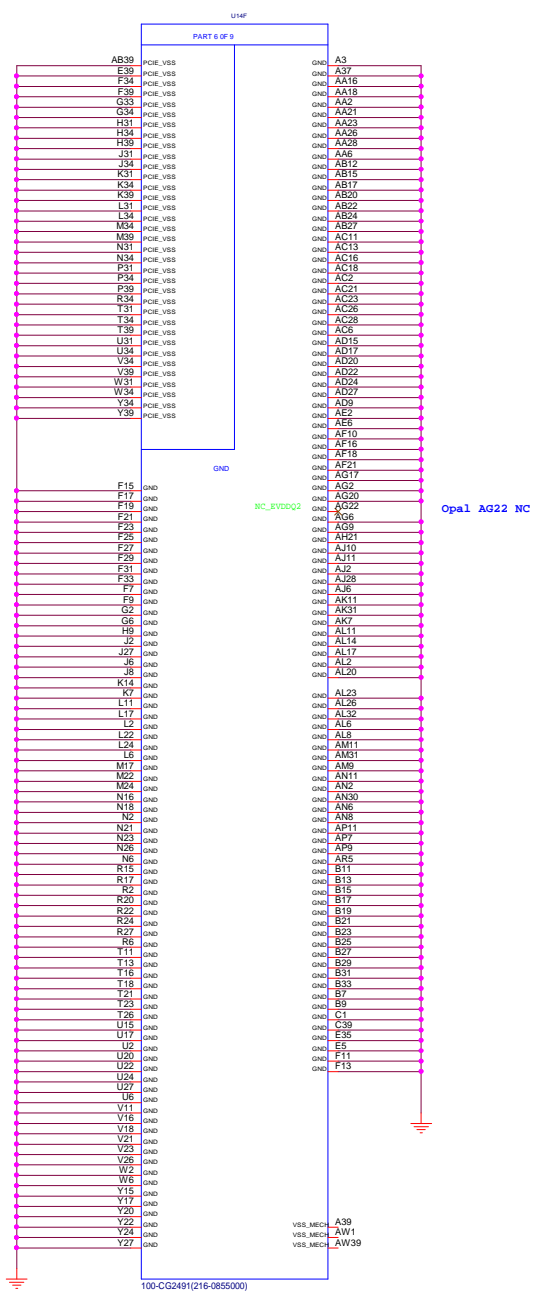 U14F
PART 6 0F 9
AB39 PCIE_VSS GND A3
E39 PCIE_VSS GND A37
F34 PCIE_VSS GND AA16
F39 PCIE_VSS GND AA18
G33 PCIE_VSS GND AA2
G34 PCIE_VSS GND AA21
H31 PCIE_VSS GND AA23
H34 PCIE_VSS GND AA26
H39 PCIE_VSS GND AA28
J31 PCIE_VSS GND AA6
J34 PCIE_VSS GND AB12
K31 PCIE_VSS GND AB15
K34 PCIE_VSS GND AB17
K39 PCIE_VSS GND AB20
L31 PCIE_VSS GND AB22
L34 PCIE_VSS GND AB24
M34 PCIE_VSS GND AB27
M39 PCIE_VSS GND AC11
N31 PCIE_VSS GND AC13
N34 PCIE_VSS GND AC16
P31 PCIE_VSS GND AC18
P34 PCIE_VSS GND AC2
P39 PCIE_VSS GND AC21
R34 PCIE_VSS GND AC23
T31 PCIE_VSS GND AC26
T34 PCIE_VSS GND AC28
T39 PCIE_VSS GND AC6
U31 PCIE_VSS GND AD15
U34 PCIE_VSS GND AD17
V34 PCIE_VSS GND AD20
V39 PCIE_VSS GND AD22
W31 PCIE_VSS GND AD24
W34 PCIE_VSS GND AD27
Y34 PCIE_VSS GND AD9
Y39 PCIE_VSS GND AE2
GND AE6
GND AF10
GND AF16
GND AF18
GND AF21
GND
GND AG17
F15 GND GND AG2
F17 GND GND AG20
F19 GND NC_EVDDQ2 AG22 Opal AG22 NC
F21 GND GND AG6
F23 GND GND AG9
F25 GND GND AH21
F27 GND GND AJ10
F29 GND GND AJ11
F31 GND GND AJ2
F33 GND GND AJ28
F7 GND GND AJ6
F9 GND GND AK11
G2 GND GND AK31
G6 GND GND AK7
H9 GND GND AL11
J2 GND GND AL14
J27 GND GND AL17
J6 GND GND AL2
J8 GND GND AL20
K14 GND
K7 GND GND AL23
L11 GND GND AL26
L17 GND GND AL32
L2 GND GND AL6
L22 GND GND AL8
L24 GND GND AM11
L6 GND GND AM31
M17 GND GND AM9
M22 GND GND AN11
M24 GND GND AN2
N16 GND GND AN30
N18 GND GND AN6
N2 GND GND AN8
N21 GND GND AP11
N23 GND GND AP7
N26 GND GND AP9
N6 GND GND AR5
R15 GND GND B11
R17 GND GND B13
R2 GND GND B15
R20 GND GND B17
R22 GND GND B19
R24 GND GND B21
R27 GND GND B23
R6 GND GND B25
T11 GND GND B27
T13 GND GND B29
T16 GND GND B31
T18 GND GND B33
T21 GND GND B7
T23 GND GND B9
T26 GND GND C1
U15 GND GND C39
U17 GND GND E35
U2 GND GND E5
U20 GND GND F11
U22 GND GND F13
U24 GND
U27 GND
U6 GND
V11 GND
V16 GND
V18 GND
V21 GND
V23 GND
V26 GND
W2 GND
W6 GND
Y15 GND
Y17 GND
Y20 GND
Y22 GND VSS_MECH A39
Y24 GND VSS_MECH AW1
Y27 GND VSS_MECH AW39
100-CG2491(216-0855000)